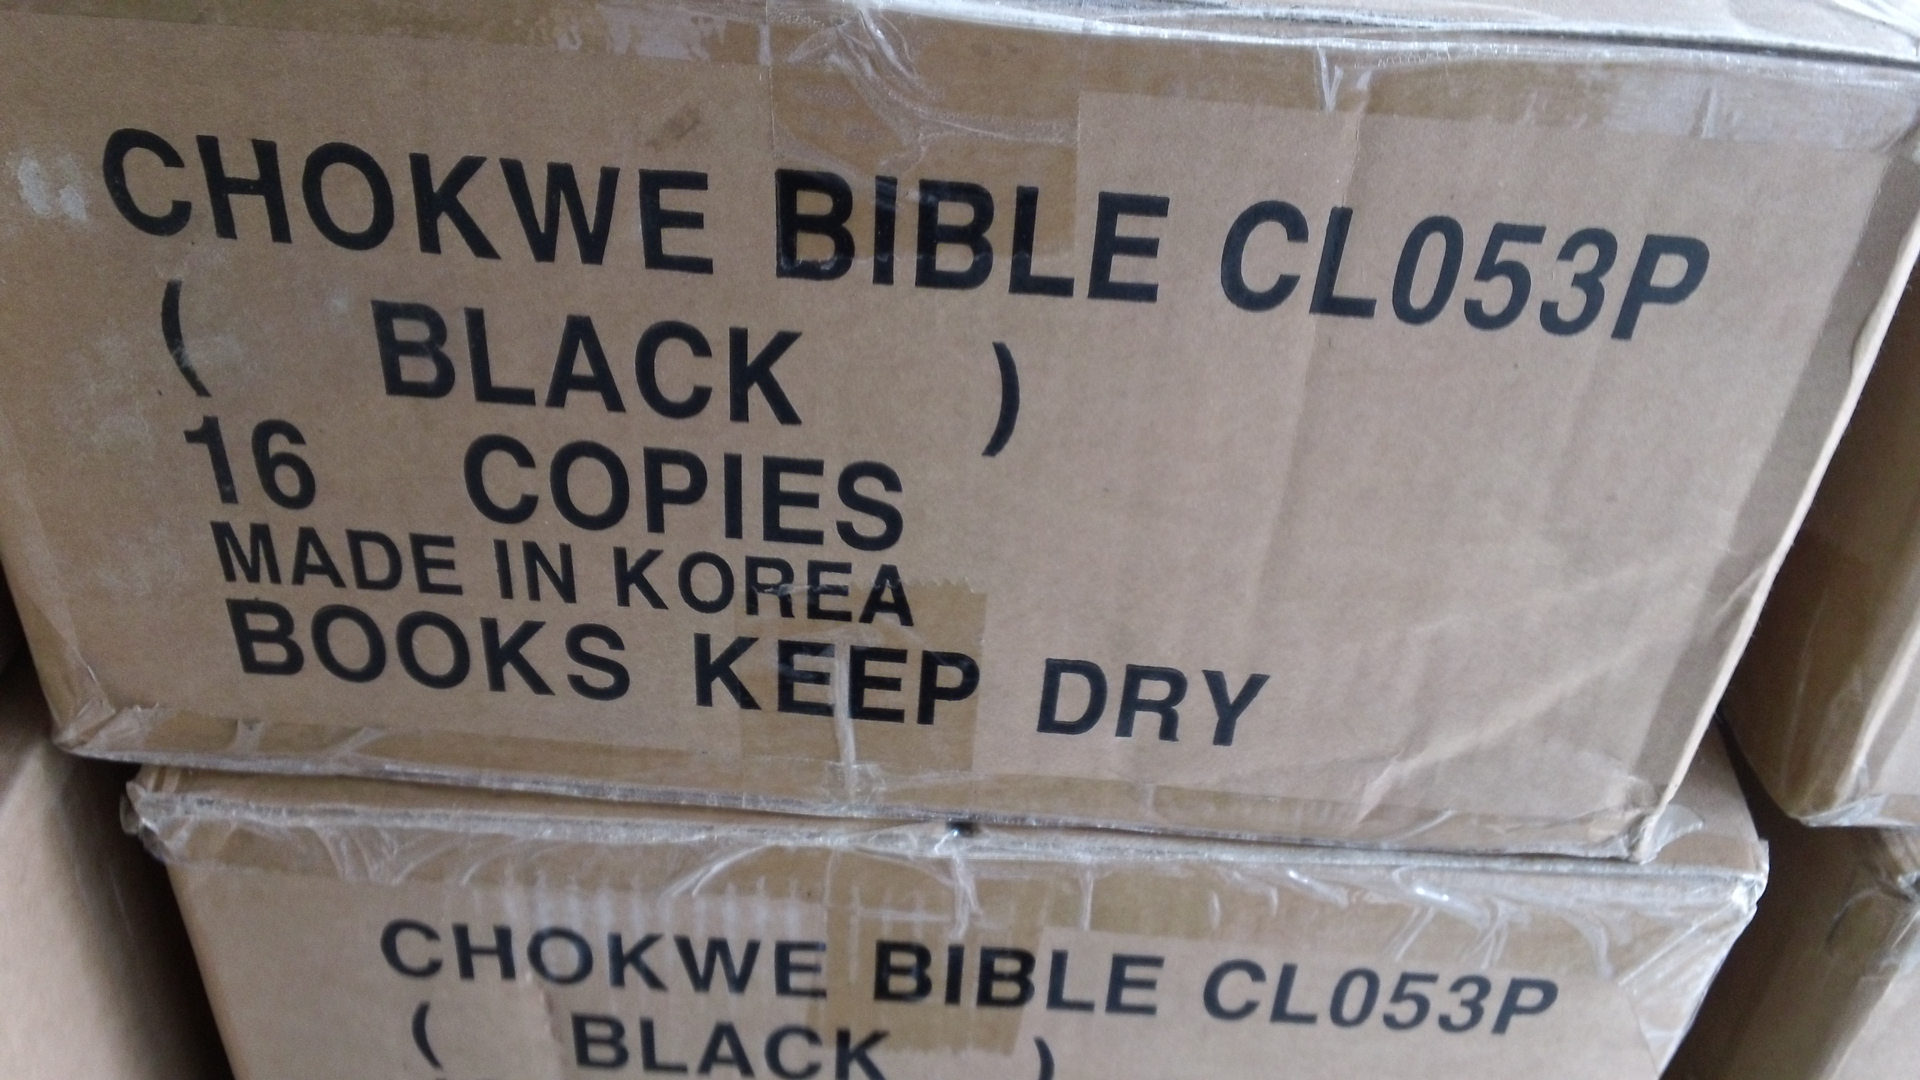 CHOKWE BIBLE CL053P
( BLACK )
16 COPIES
MADE IN KOREA
BOOKS KEEP DRY
CHOKWE BIBLE CL053P
( BLACK )